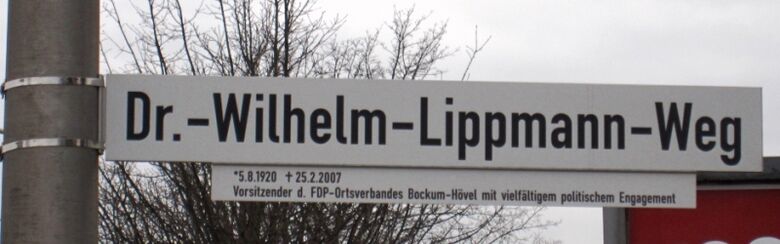 Dr.-Wilhelm-Lippmann-Weg
*5.8.1920 ✝25.2.2007
Vorsitzender d. FDP-Ortsverbandes Bockum-Hövel mit vielfältigem politischem Engagement